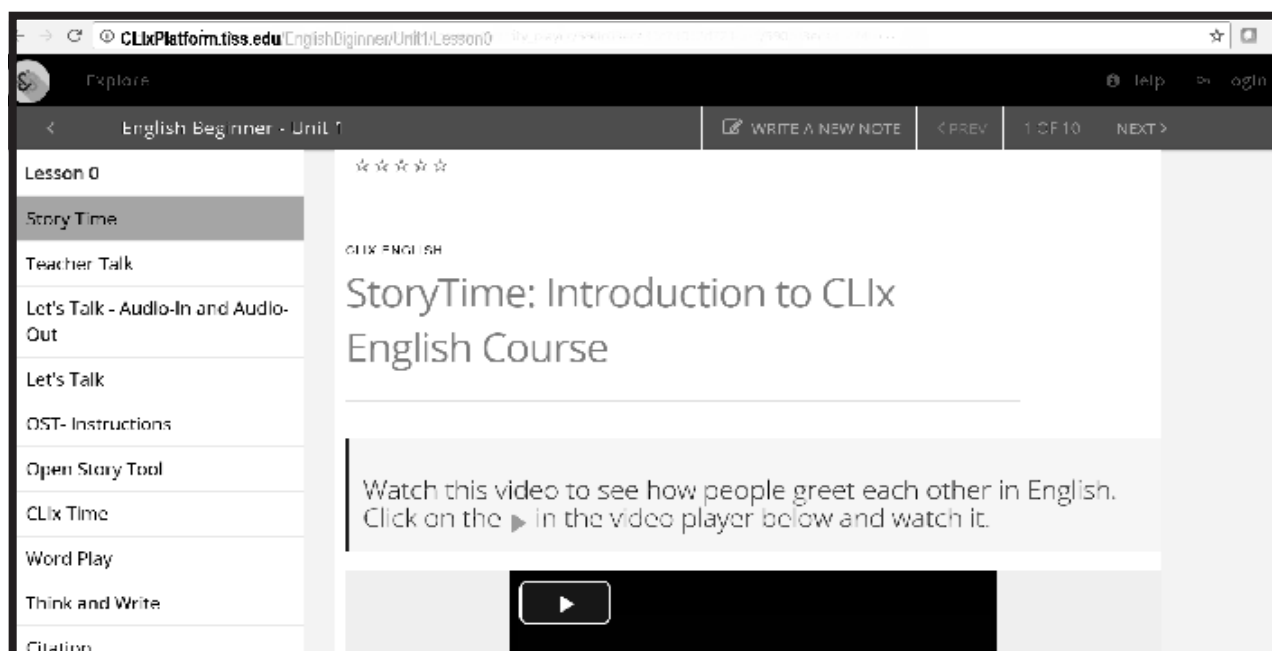 CLIxPlatform.tiss.edu/EnglishBiginner/Unit1/Lesson0
Explore
Help
Login
English Beginner - Unit 1
WRITE A NEW NOTE
< PREV
1 OF 10
NEXT >
Lesson 0
Story Time
Teacher Talk
Let's Talk - Audio-In and Audio-
Out
Let's Talk
OST- Instructions
Open Story Tool
CLIx Time
Word Play
Think and Write
Citation
CLIX ENGLISH
StoryTime: Introduction to CLIx
English Course
Watch this video to see how people greet each other in English.
Click on the ▶ in the video player below and watch it.